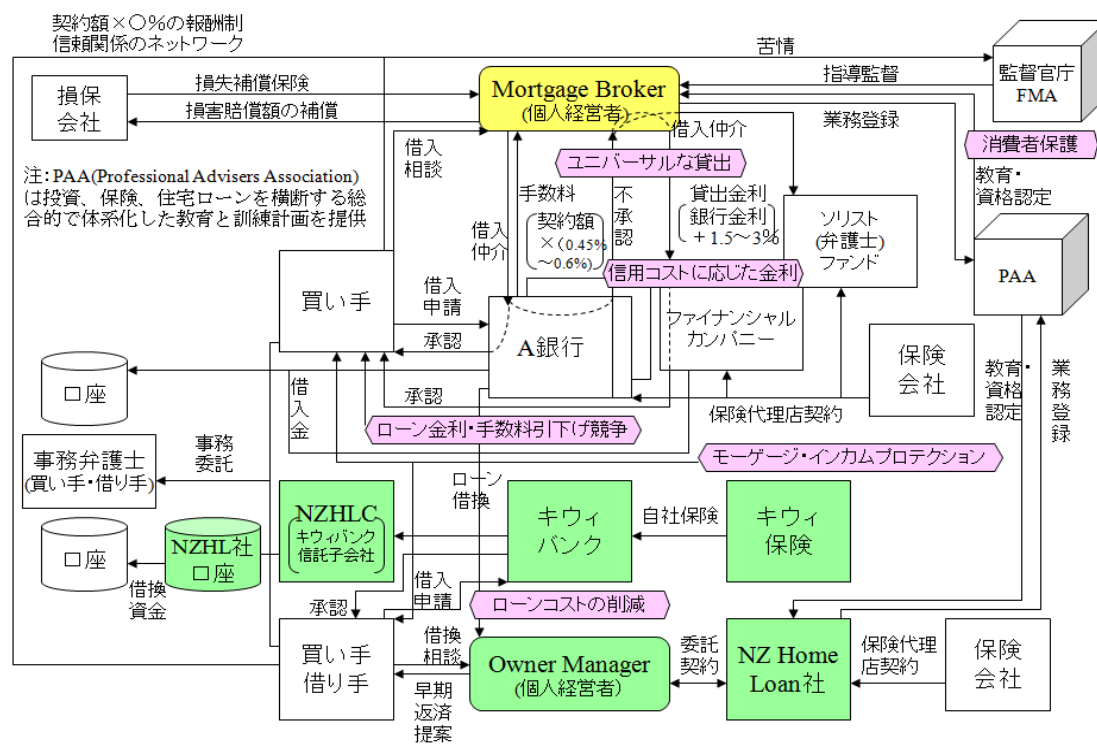 契約額×○%の報酬制
信頼関係のネットワーク
苦情
監督官庁
FMA
指導監督
損保
会社
損失補償保険
損害賠償額の補償
Mortgage Broker
(個人経営者)
借入仲介
業務登録
消費者保護
借入
相談
ユニバーサルな貸出
教育・
資格認定
注：PAA(Professional Advisers Association)
は投資、保険、住宅ローンを横断する総
合的で体系化した教育と訓練計画を提供
手数料
契約額
×(0.45%
～0.6%)
不
承
認
貸出金利
銀行金利
＋1.5～3%
ソリスト
(弁護士)
ファンド
借入
仲介
PAA
信用コストに応じた金利
買い手
借入
申請
承認
A銀行
ファイナンシャル
カンパニー
保険
会社
教育・
資格
認定
業
務
登
録
口座
借
入
金
承認
保険代理店契約
ローン金利・手数料引下げ競争
事務
委託
事務弁護士
(買い手・借り手)
モーゲージ・インカムプロテクション
ローン
借換
NZHLC
キウィバンク
信託子会社
キウィ
バンク
自社保険
キウィ
保険
口座
NZHL社
口座
借換
資金
承認
借入
申請
ローンコストの削減
買い手
借り手
借換
相談
早期
返済
提案
Owner Manager
(個人経営者)
委託
契約
NZ Home
Loan社
保険代理
店契約
保険
会社